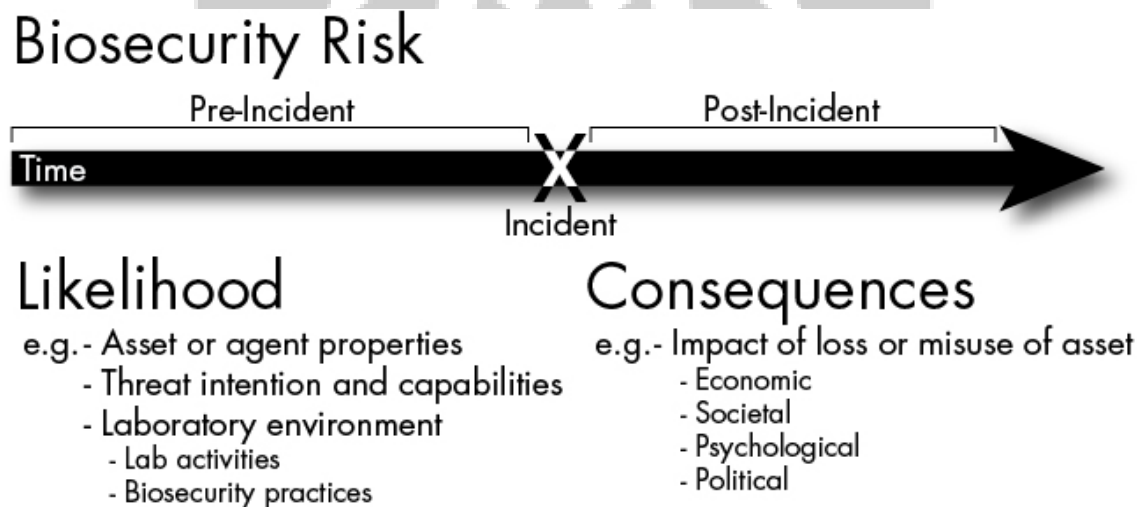 Biosecurity Risk
Pre-Incident
Post-Incident
Time
X
Incident
Likelihood
e.g.- Asset or agent properties
- Threat intention and capabilities
- Laboratory environment
- Lab activities
- Biosecurity practices
Consequences
e.g.- Impact of loss or misuse of asset
- Economic
- Societal
- Psychological
- Political